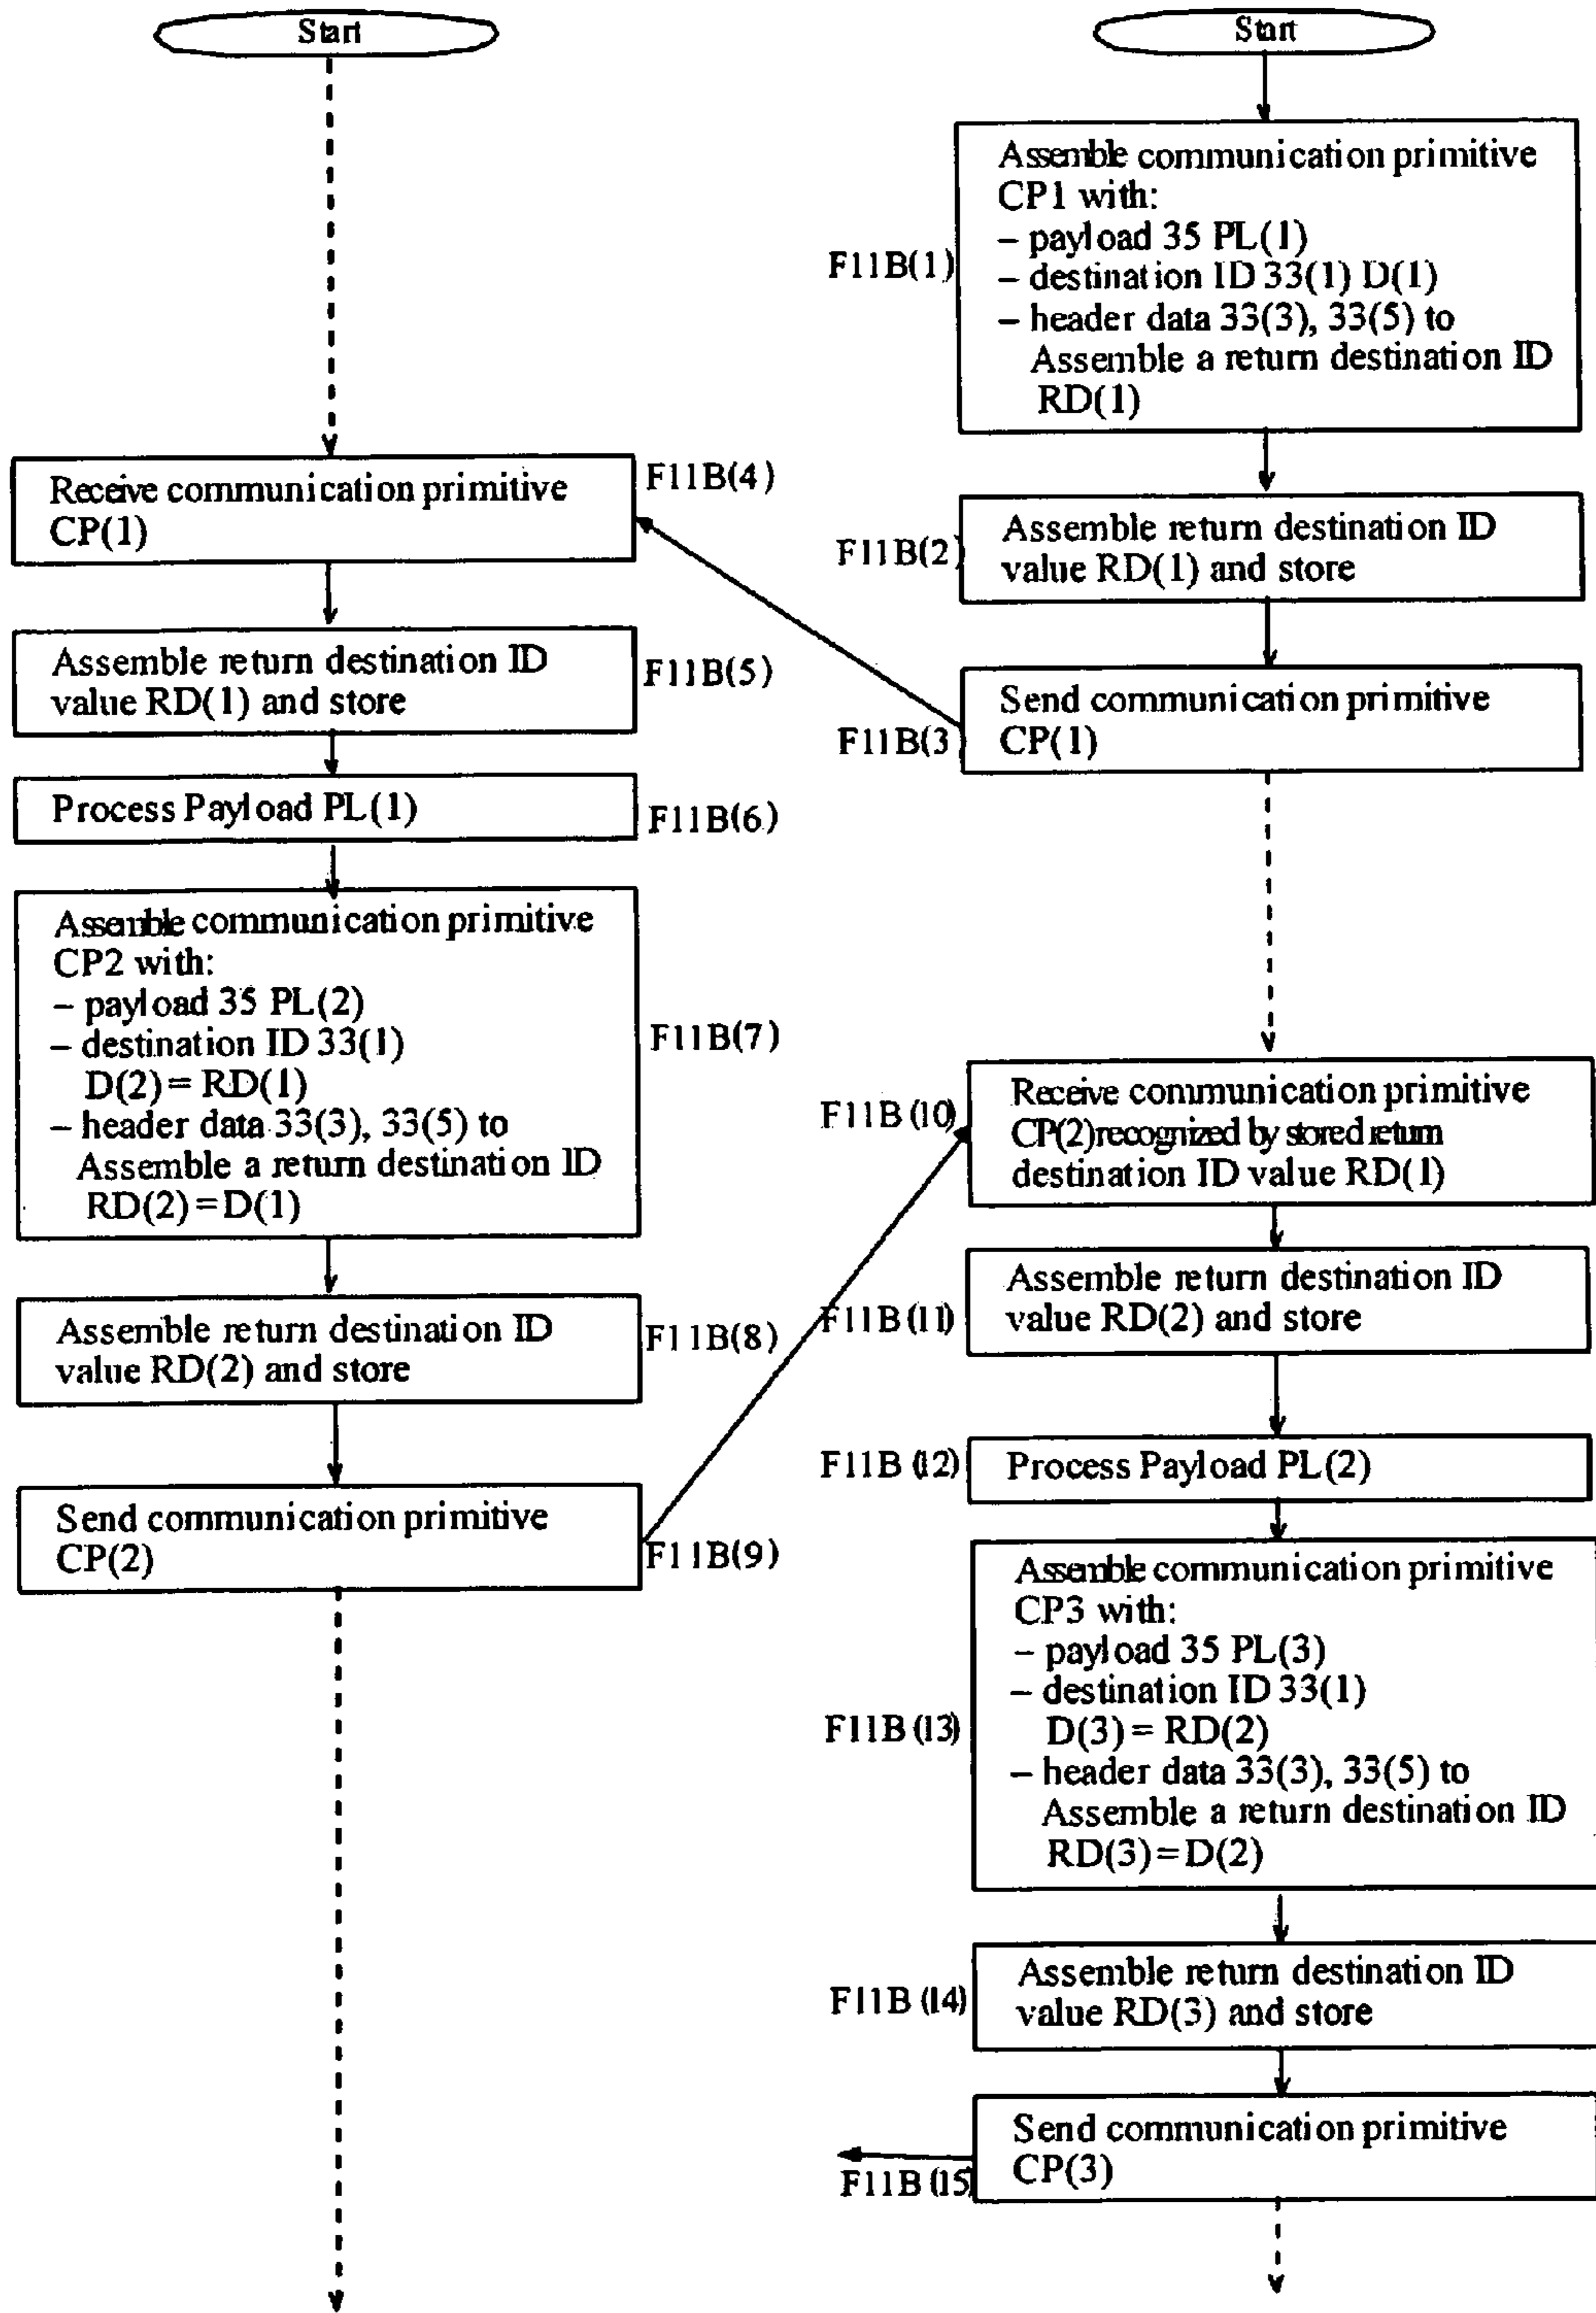 Start
Receive communication primitive
CP(1)
F11B(4)
Assemble return destination ID
value RD(1) and store
F11B(5)
Process Payload PL(1)
F11B(6)
Assemble communication primitive
CP2 with:
– payload 35 PL(2)
– destination ID 33(1)
D(2)= RD(1)
– header data 33(3), 33(5) to
Assemble a return destination ID
RD(2)=D(1)
F11B(7)
Assemble return destination ID
value RD(2) and store
F11B(8)
Send communication primitive
CP(2)
F11B(9)
Start
Assemble communication primitive
CP1 with:
– payload 35 PL(1)
– destination ID 33(1) D(1)
– header data 33(3), 33(5) to
Assemble a return destination ID
RD(1)
F11B(1)
Assemble return destination ID
value RD(1) and store
F11B(2)
Send communication primitive
CP(1)
F11B(3
Receive communication primitive
CP(2) recognized by stored return
destination ID value RD(1)
F11B(10)
Assemble return destination ID
value RD(2) and store
F11B(11)
Process Payload PL(2)
F11B(12)
Assemble communication primitive
CP3 with:
– payload 35 PL(3)
– destination ID 33(1)
D(3)= RD(2)
– header data 33(3), 33(5) to
Assemble a return destination ID
RD(3)=D(2)
F11B(13)
Assemble return destination ID
value RD(3) and store
F11B(14)
Send communication primitive
CP(3)
F11B(15)